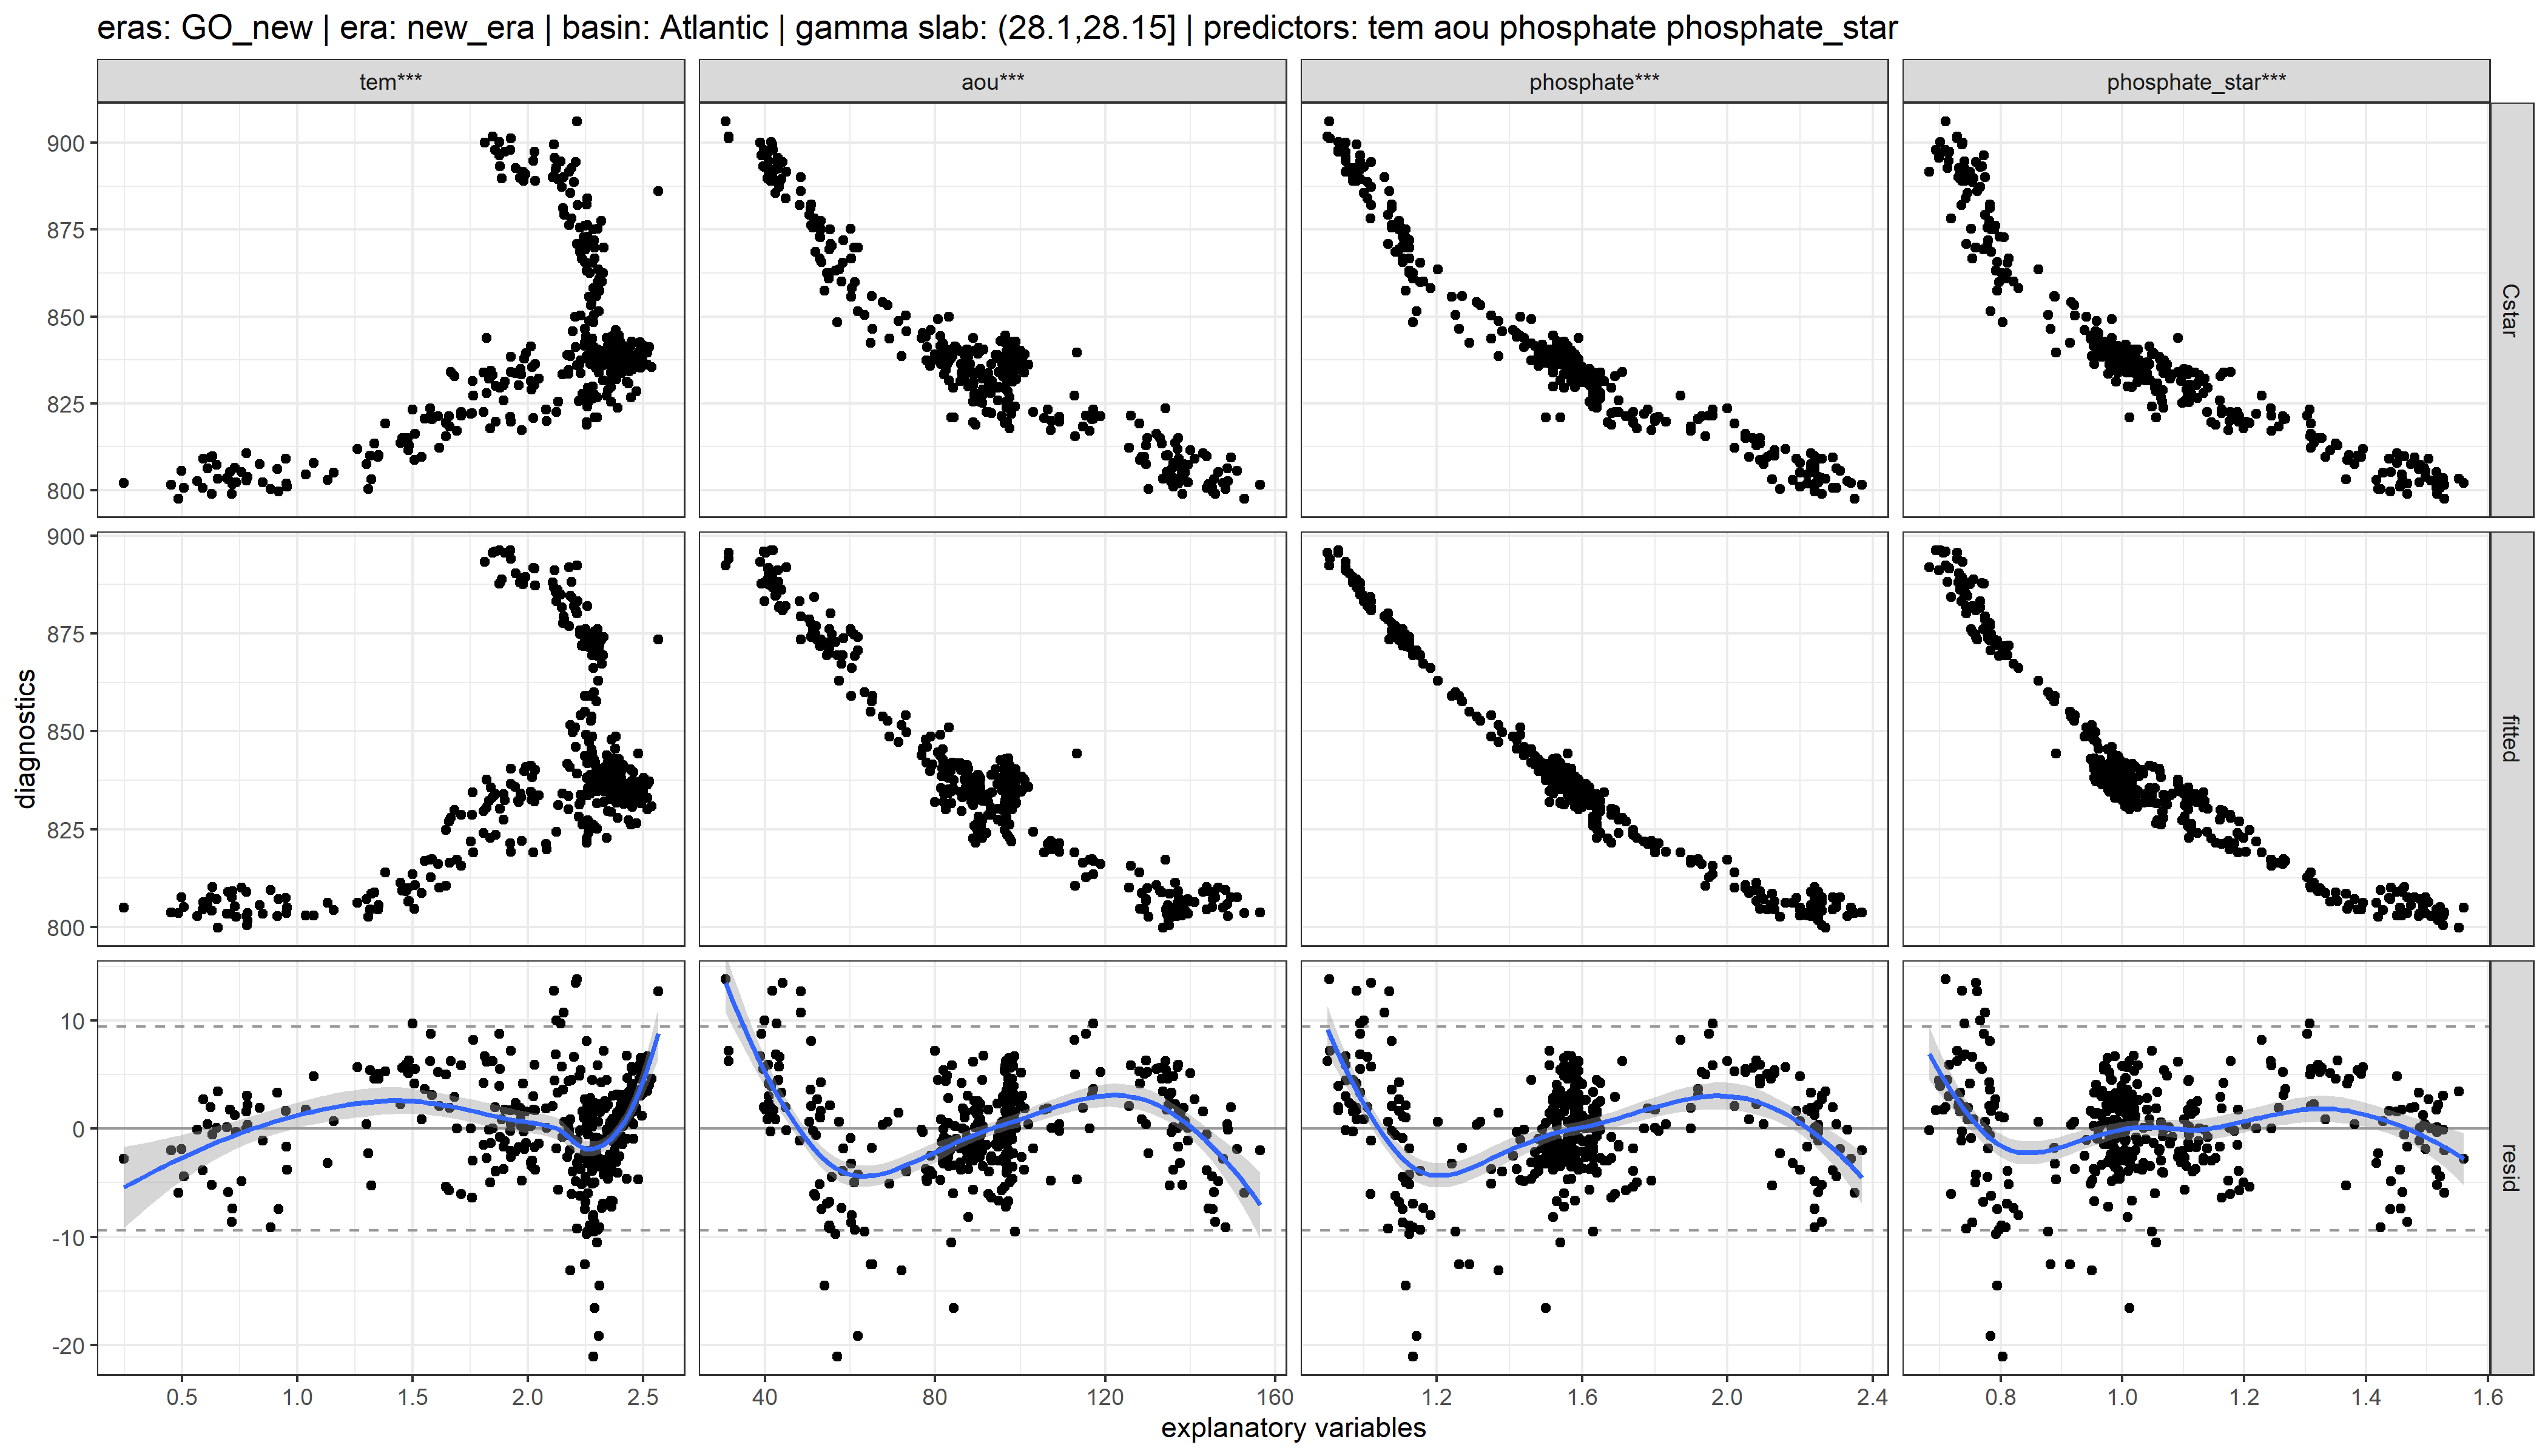 eras: GO_new | era: new_era | basin: Atlantic | gamma slab: (28.1,28.15] | predictors: tem aou phosphate phosphate_star
tem*** aou*** phosphate*** phosphate_star***
900
875
850
825
800
Cstar
900
875
850
825
800
fitted
diagnostics
10
0
-10
-20
resid
0.5 1.0 1.5 2.0 2.5 40 80 120 160 1.2 1.6 2.0 2.4 0.8 1.0 1.2 1.4 1.6
explanatory variables